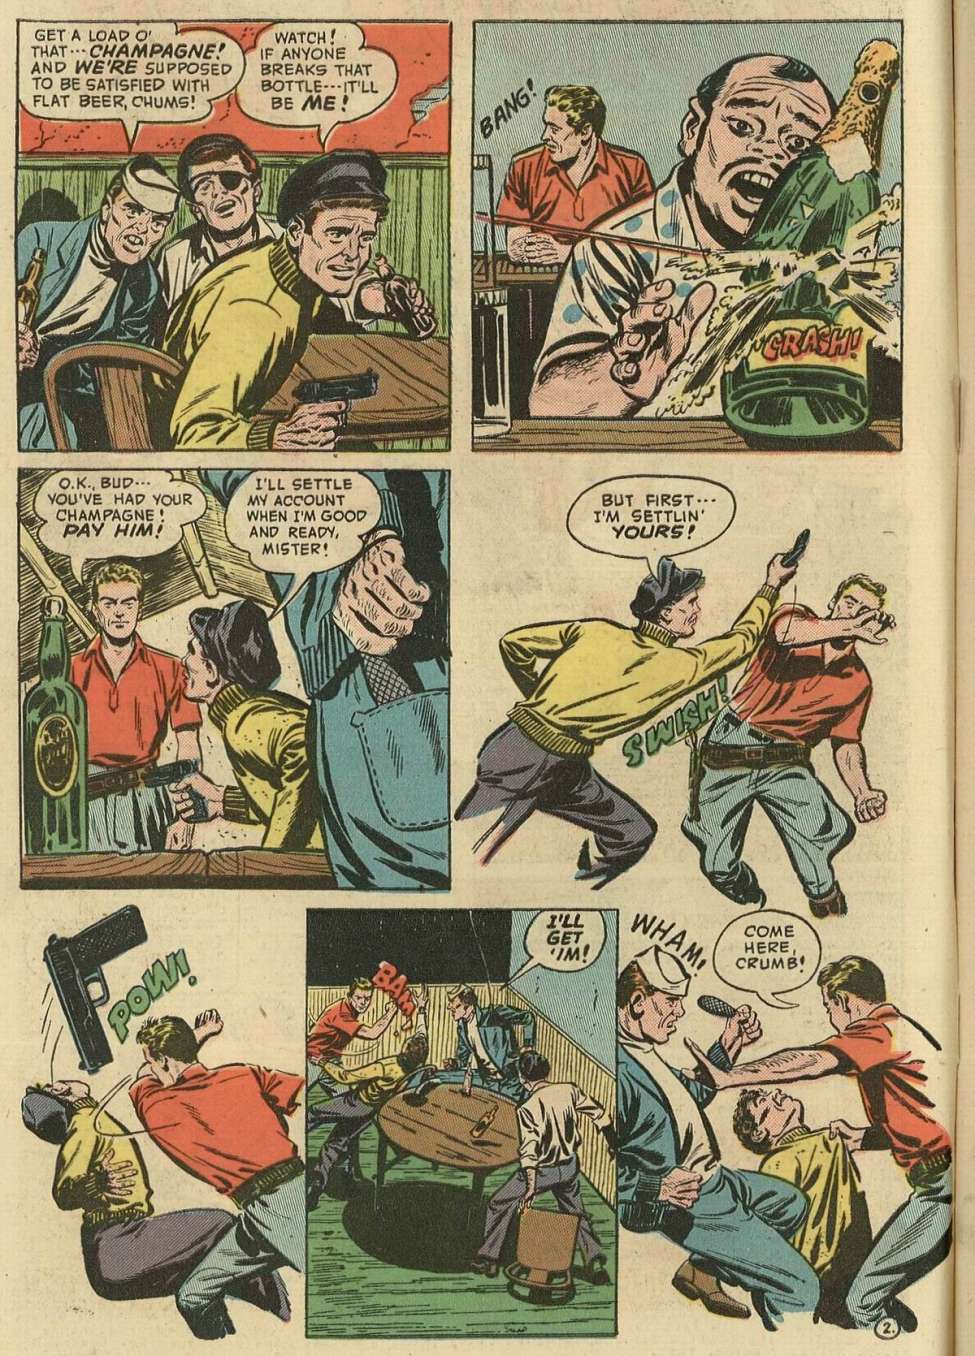 GET A LOAD O'
THAT--- CHAMPAGNE!
AND WE'RE SUPPOSED
TO BE SATISFIED WITH
FLAT BEER, CHUMS!
WATCH!
IF ANYONE
BREAKS THAT
BOTTLE---IT'LL
BE ME!
BANG!
CRASH!
O.K., BUD---
YOU'VE HAD YOUR
CHAMPAGNE!
PAY HIM!
I'LL SETTLE
MY ACCOUNT
WHEN I'M GOOD
AND READY,
MISTER!
BUT FIRST---
I'M SETTLIN'
YOURS!
SWISH!
POW!
I'LL
GET
'IM!
WHAM!
COME
HERE,
CRUMB!
2.